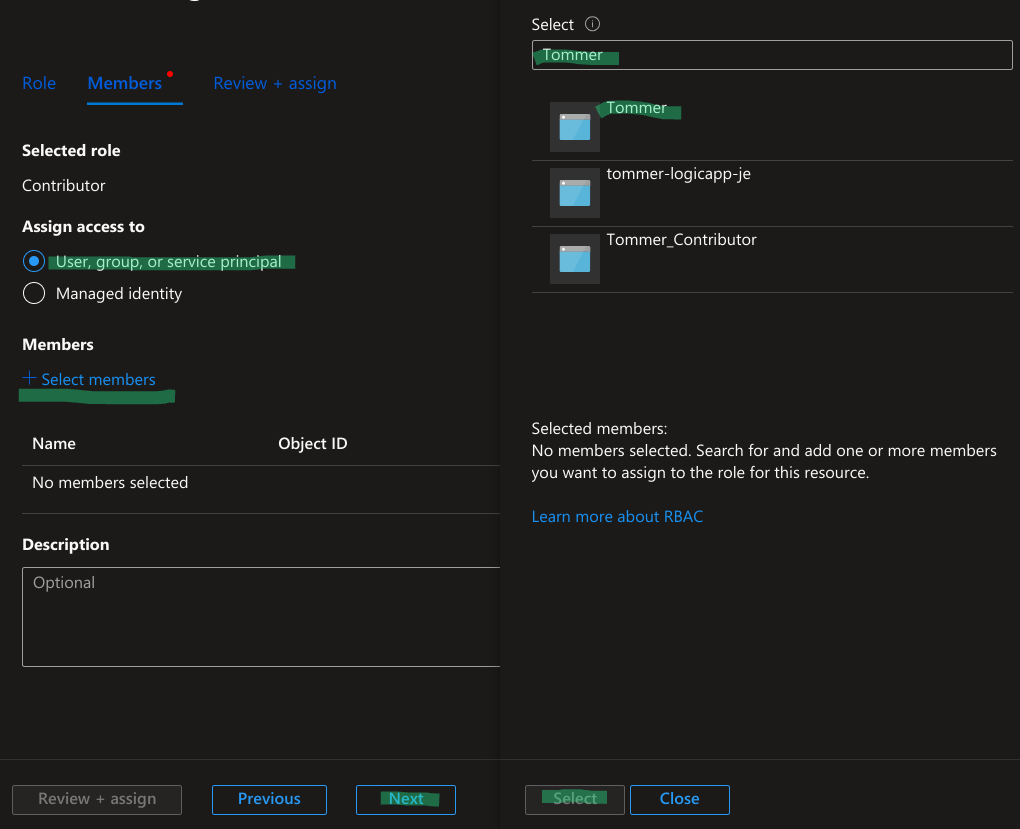 Role
Members
Review + assign
Selected role
Contributor
Assign access to
User, group, or service principal
Managed identity
Members
+ Select members
Name Object ID
No members selected
Description
Optional
Review + assign
Previous
Next
Select
Tommer
Tommer
tommer-logicapp-je
Tommer_Contributor
Selected members:
No members selected. Search for and add one or more members
you want to assign to the role for this resource.
Learn more about RBAC
Select
Close